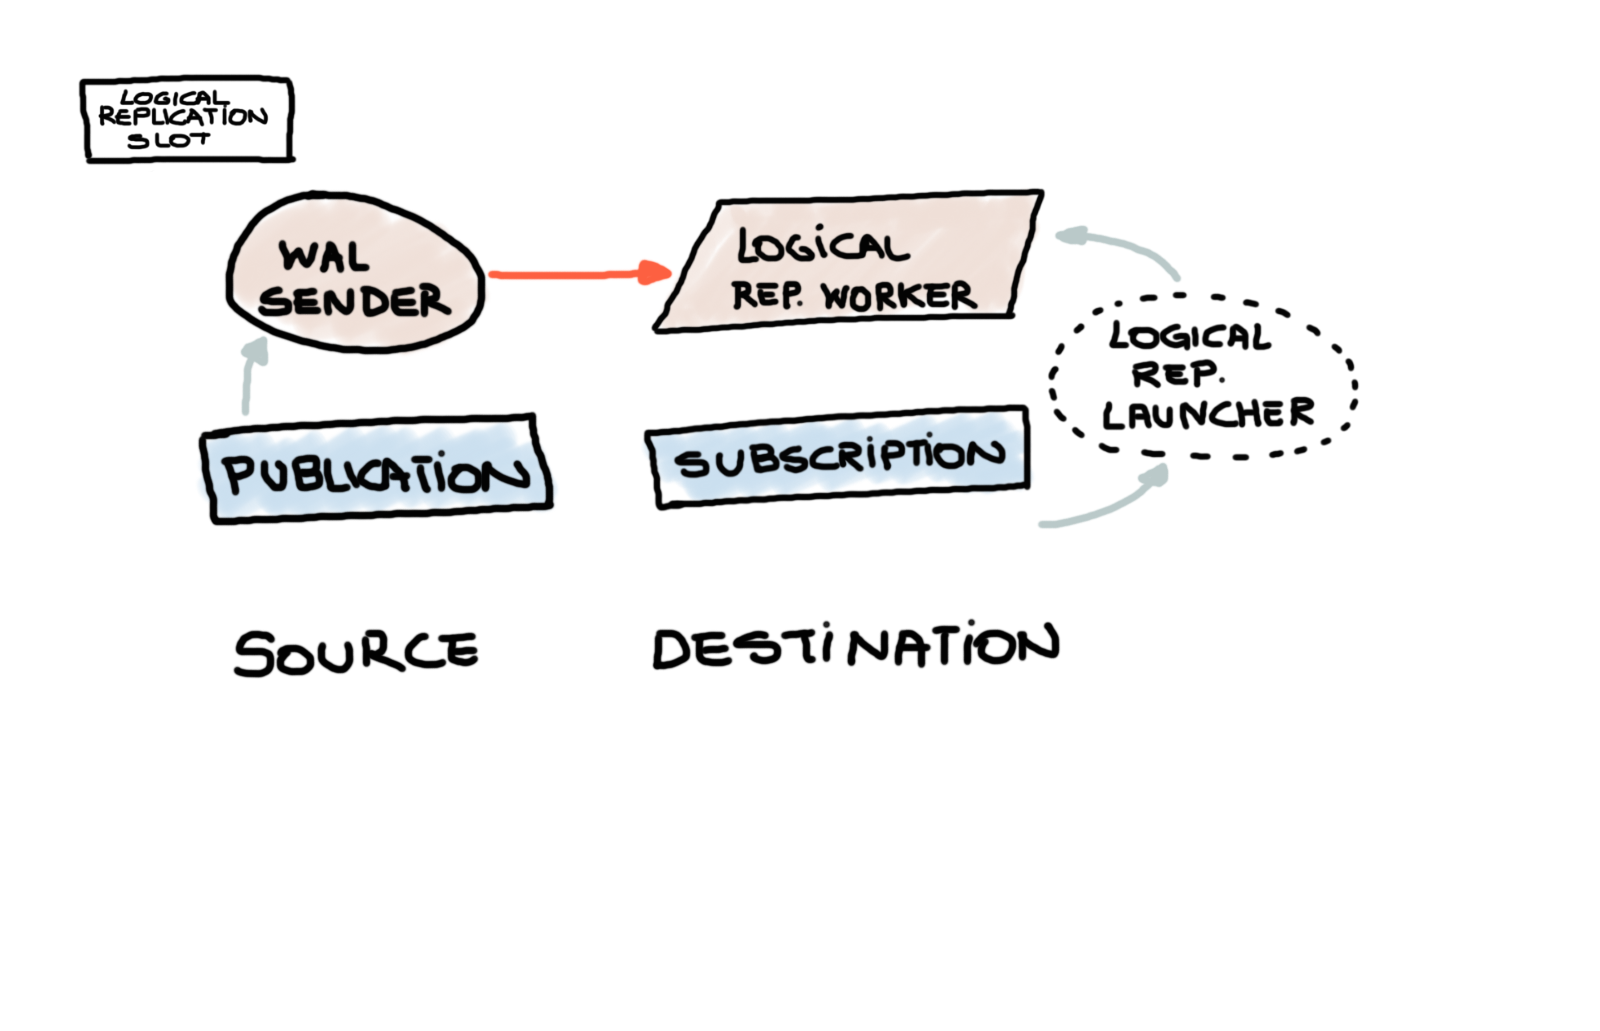 LOGICAL
REPLICATION
SLOT
WAL
SENDER
LOGICAL
REP. WORKER
LOGICAL
REP.
LAUNCHER
PUBLICATION
SUBSCRIPTION
SOURCE
DESTINATION